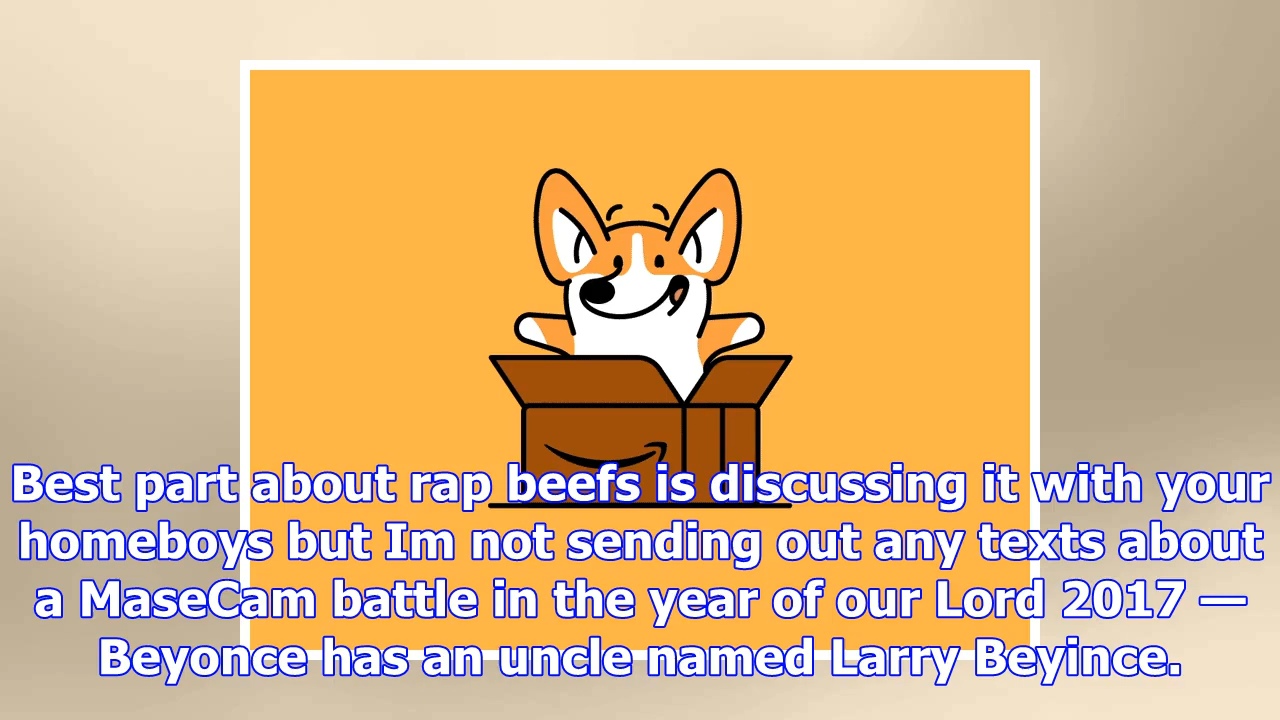 Best part about rap beefs is discussing it with your
homeboys but Im not sending out any texts about
a MaseCam battle in the year of our Lord 2017 —
Beyonce has an uncle named Larry Beyince.